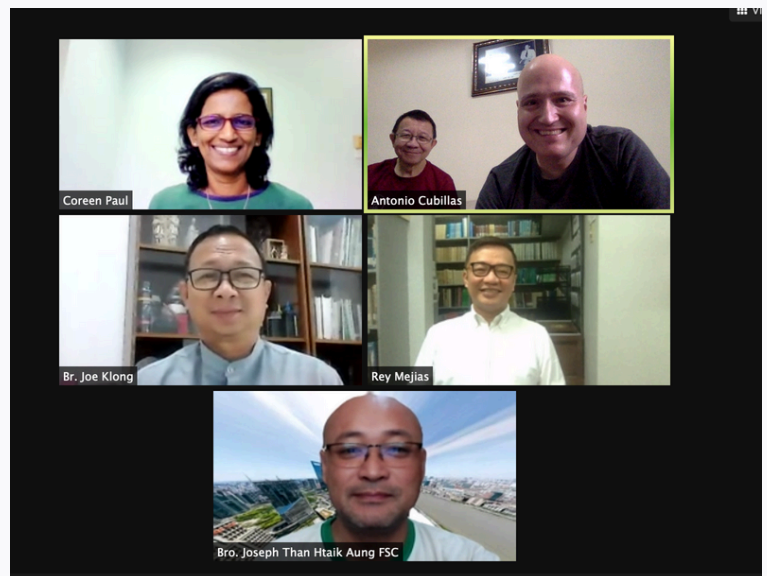 Coreen Paul
Antonio Cubillas
Br. Joe Klong
Rey Mejias
Bro. Joseph Than Htaik Aung FSC